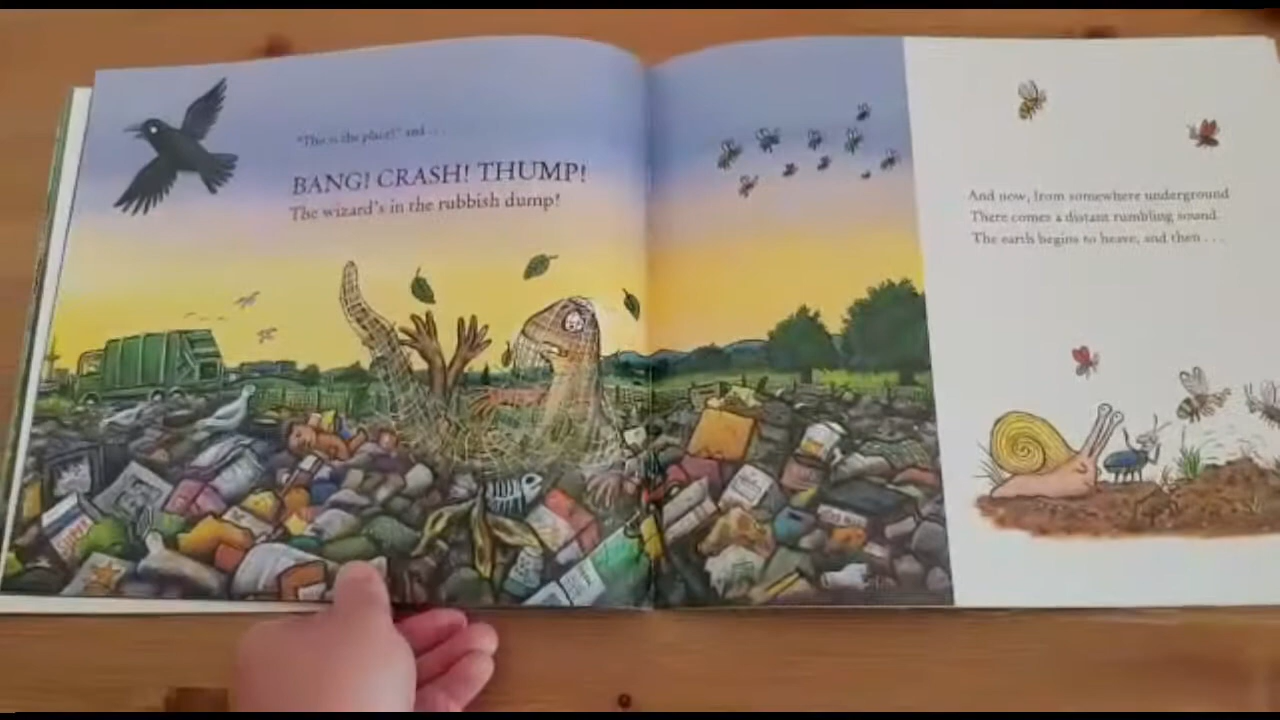 "This is the place!" and . . .
BANG! CRASH! THUMP!
The wizard's in the rubbish dump!
And now, from somewhere underground
There comes a distant rumbling sound.
The earth begins to heave, and then . . .